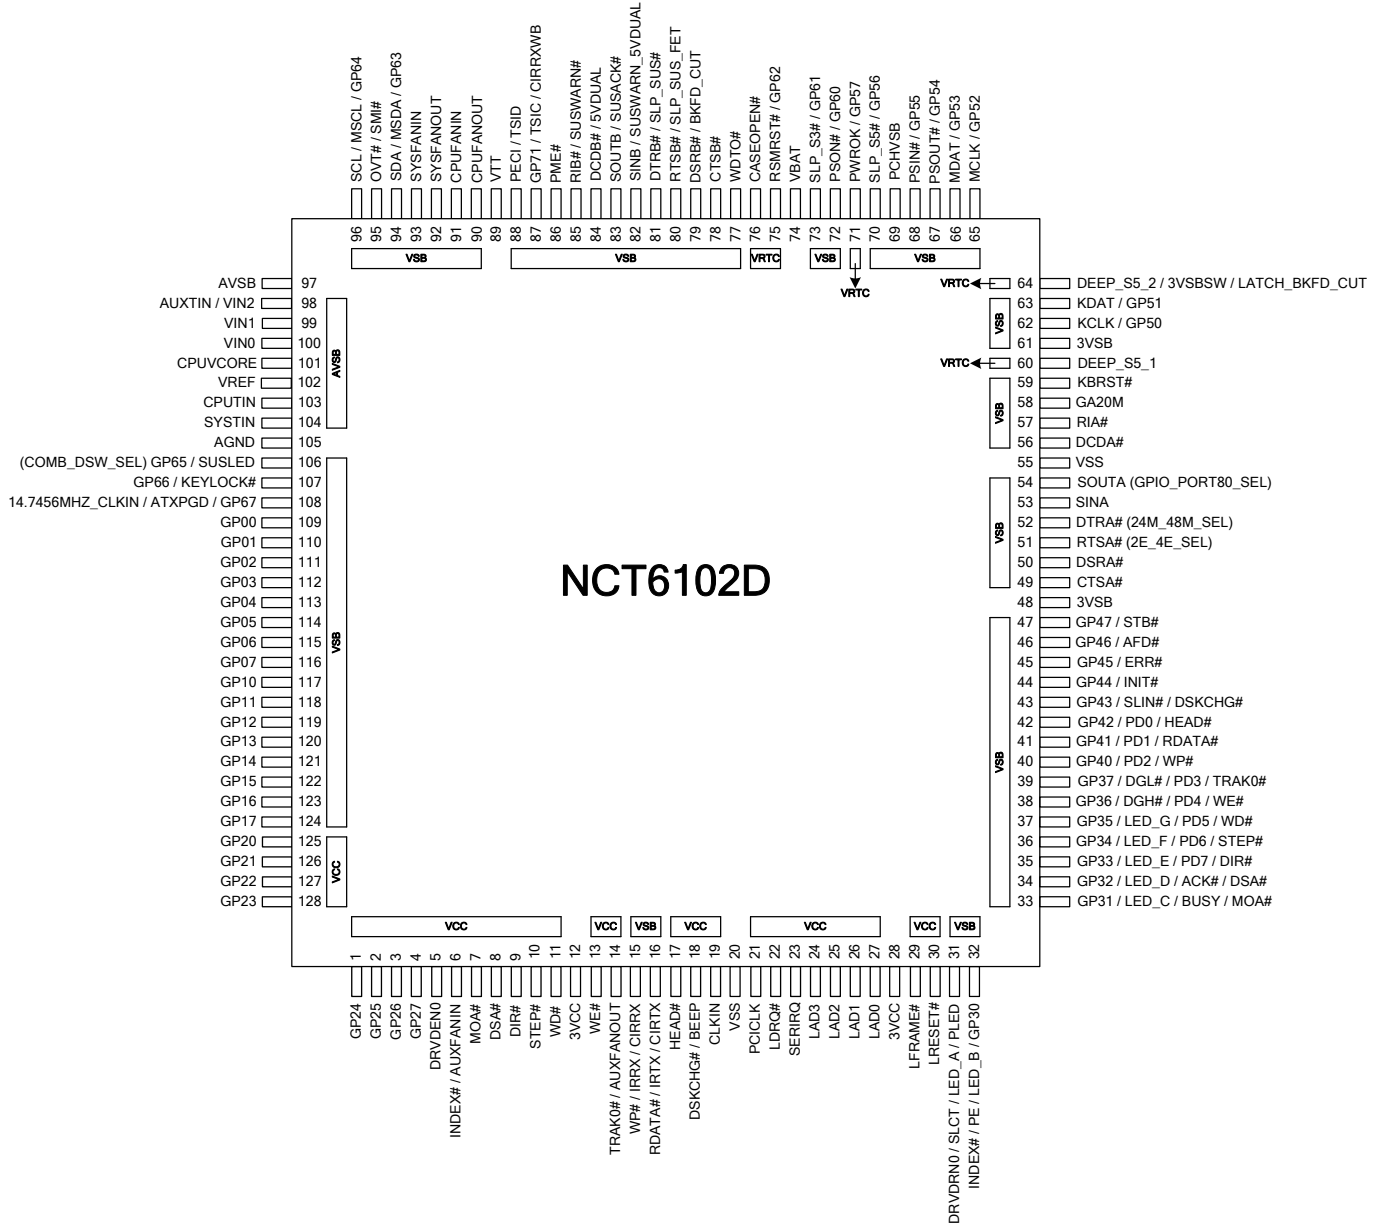 SCL / MSCL / GP64
OVT# / SMI#
SDA / MSDA / GP63
SYSFANIN
SYSFANOUT
CPUFANIN
CPUFANOUT
VTT
PECI / TSID
GP71 / TSIC / CIRRXWB
PME#
RIB# / SUSWARN#
DCDB# / 5VDUAL
SOUTB / SUSACK#
SINB / SUSWARN_5VDUAL
DTRB# / SLP_SUS#
RTSB# / SLP_SUS_FET
DSRB# / BKFD_CUT
CTSB#
WDTO#
CASEOPEN#
RSMRST# / GP62
VBAT
SLP_S3# / GP61
PSON# / GP60
PWROK / GP57
SLP_S5# / GP56
PCHVSB
PSIN# / GP55
PSOUT# / GP54
MDAT / GP53
MCLK / GP52
96 95 94 93 92 91 90 89 88 87 86 85 84 83 82 81 80 79 78 77 76 75 74 73 72 71 70 69 68 67 66 65
VSB
VSB
VRTC
VSB
VRTC
VSB
AVSB 97
AUXTIN / VIN2 98
VIN1 99
VIN0 100
CPUVCORE 101
VREF 102
CPUTIN 103
SYSTIN 104
AGND 105
(COMB_DSW_SEL) GP65 / SUSLED 106
GP66 / KEYLOCK# 107
14.7456MHZ_CLKIN / ATXPGD / GP67 108
GP00 109
GP01 110
GP02 111
GP03 112
GP04 113
GP05 114
GP06 115
GP07 116
GP10 117
GP11 118
GP12 119
GP13 120
GP14 121
GP15 122
GP16 123
GP17 124
GP20 125
GP21 126
GP22 127
GP23 128
AVSB
VSB
VCC
NCT6102D
VRTC
VSB
VRTC
VSB
VSB
VSB
64 DEEP_S5_2 / 3VSBSW / LATCH_BKFD_CUT
63 KDAT / GP51
62 KCLK / GP50
61 3VSB
60 DEEP_S5_1
59 KBRST#
58 GA20M
57 RIA#
56 DCDA#
55 VSS
54 SOUTA (GPIO_PORT80_SEL)
53 SINA
52 DTRA# (24M_48M_SEL)
51 RTSA# (2E_4E_SEL)
50 DSRA#
49 CTSA#
48 3VSB
47 GP47 / STB#
46 GP46 / AFD#
45 GP45 / ERR#
44 GP44 / INIT#
43 GP43 / SLIN# / DSKCHG#
42 GP42 / PD0 / HEAD#
41 GP41 / PD1 / RDATA#
40 GP40 / PD2 / WP#
39 GP37 / DGL# / PD3 / TRAK0#
38 GP36 / DGH# / PD4 / WE#
37 GP35 / LED_G / PD5 / WD#
36 GP34 / LED_F / PD6 / STEP#
35 GP33 / LED_E / PD7 / DIR#
34 GP32 / LED_D / ACK# / DSA#
33 GP31 / LED_C / BUSY / MOA#
VCC
VCC
VSB
VCC
VCC
VCC
VSB
1 2 3 4 5 6 7 8 9 10 11 12 13 14 15 16 17 18 19 20 21 22 23 24 25 26 27 28 29 30 31 32
GP24
GP25
GP26
GP27
DRVDEN0
INDEX# / AUXFANIN
MOA#
DSA#
DIR#
STEP#
WD#
3VCC
WE#
TRAK0# / AUXFANOUT
WP# / IRRX / CIRRX
RDATA# / IRTX / CIRTX
HEAD#
DSKCHG# / BEEP
CLKIN
VSS
PCICLK
LDRQ#
SERIRQ
LAD3
LAD2
LAD1
LAD0
3VCC
LFRAME#
LRESET#
DRVDRN0 / SLCT / LED_A / PLED
INDEX# / PE / LED_B / GP30